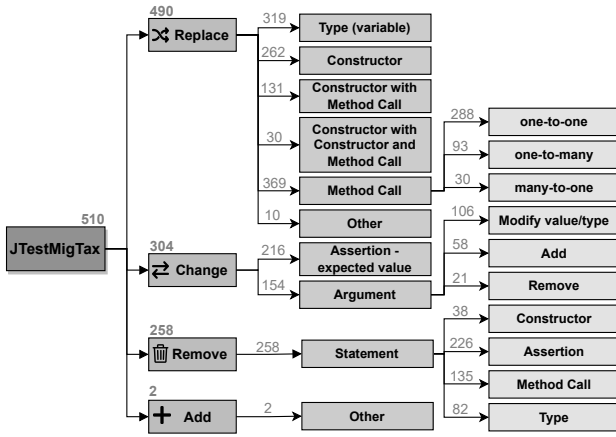 JTestMigTax
510
490
Replace
319
Type (variable)
262
Constructor
131
Constructor with
Method Call
30
Constructor with
Constructor and
Method Call
369
Method Call
288
one-to-one
93
one-to-many
30
many-to-one
10
Other
304
Change
216
Assertion -
expected value
154
Argument
106
Modify value/type
58
Add
21
Remove
258
Remove
258
Statement
38
Constructor
226
Assertion
135
Method Call
82
Type
2
Add
2
Other